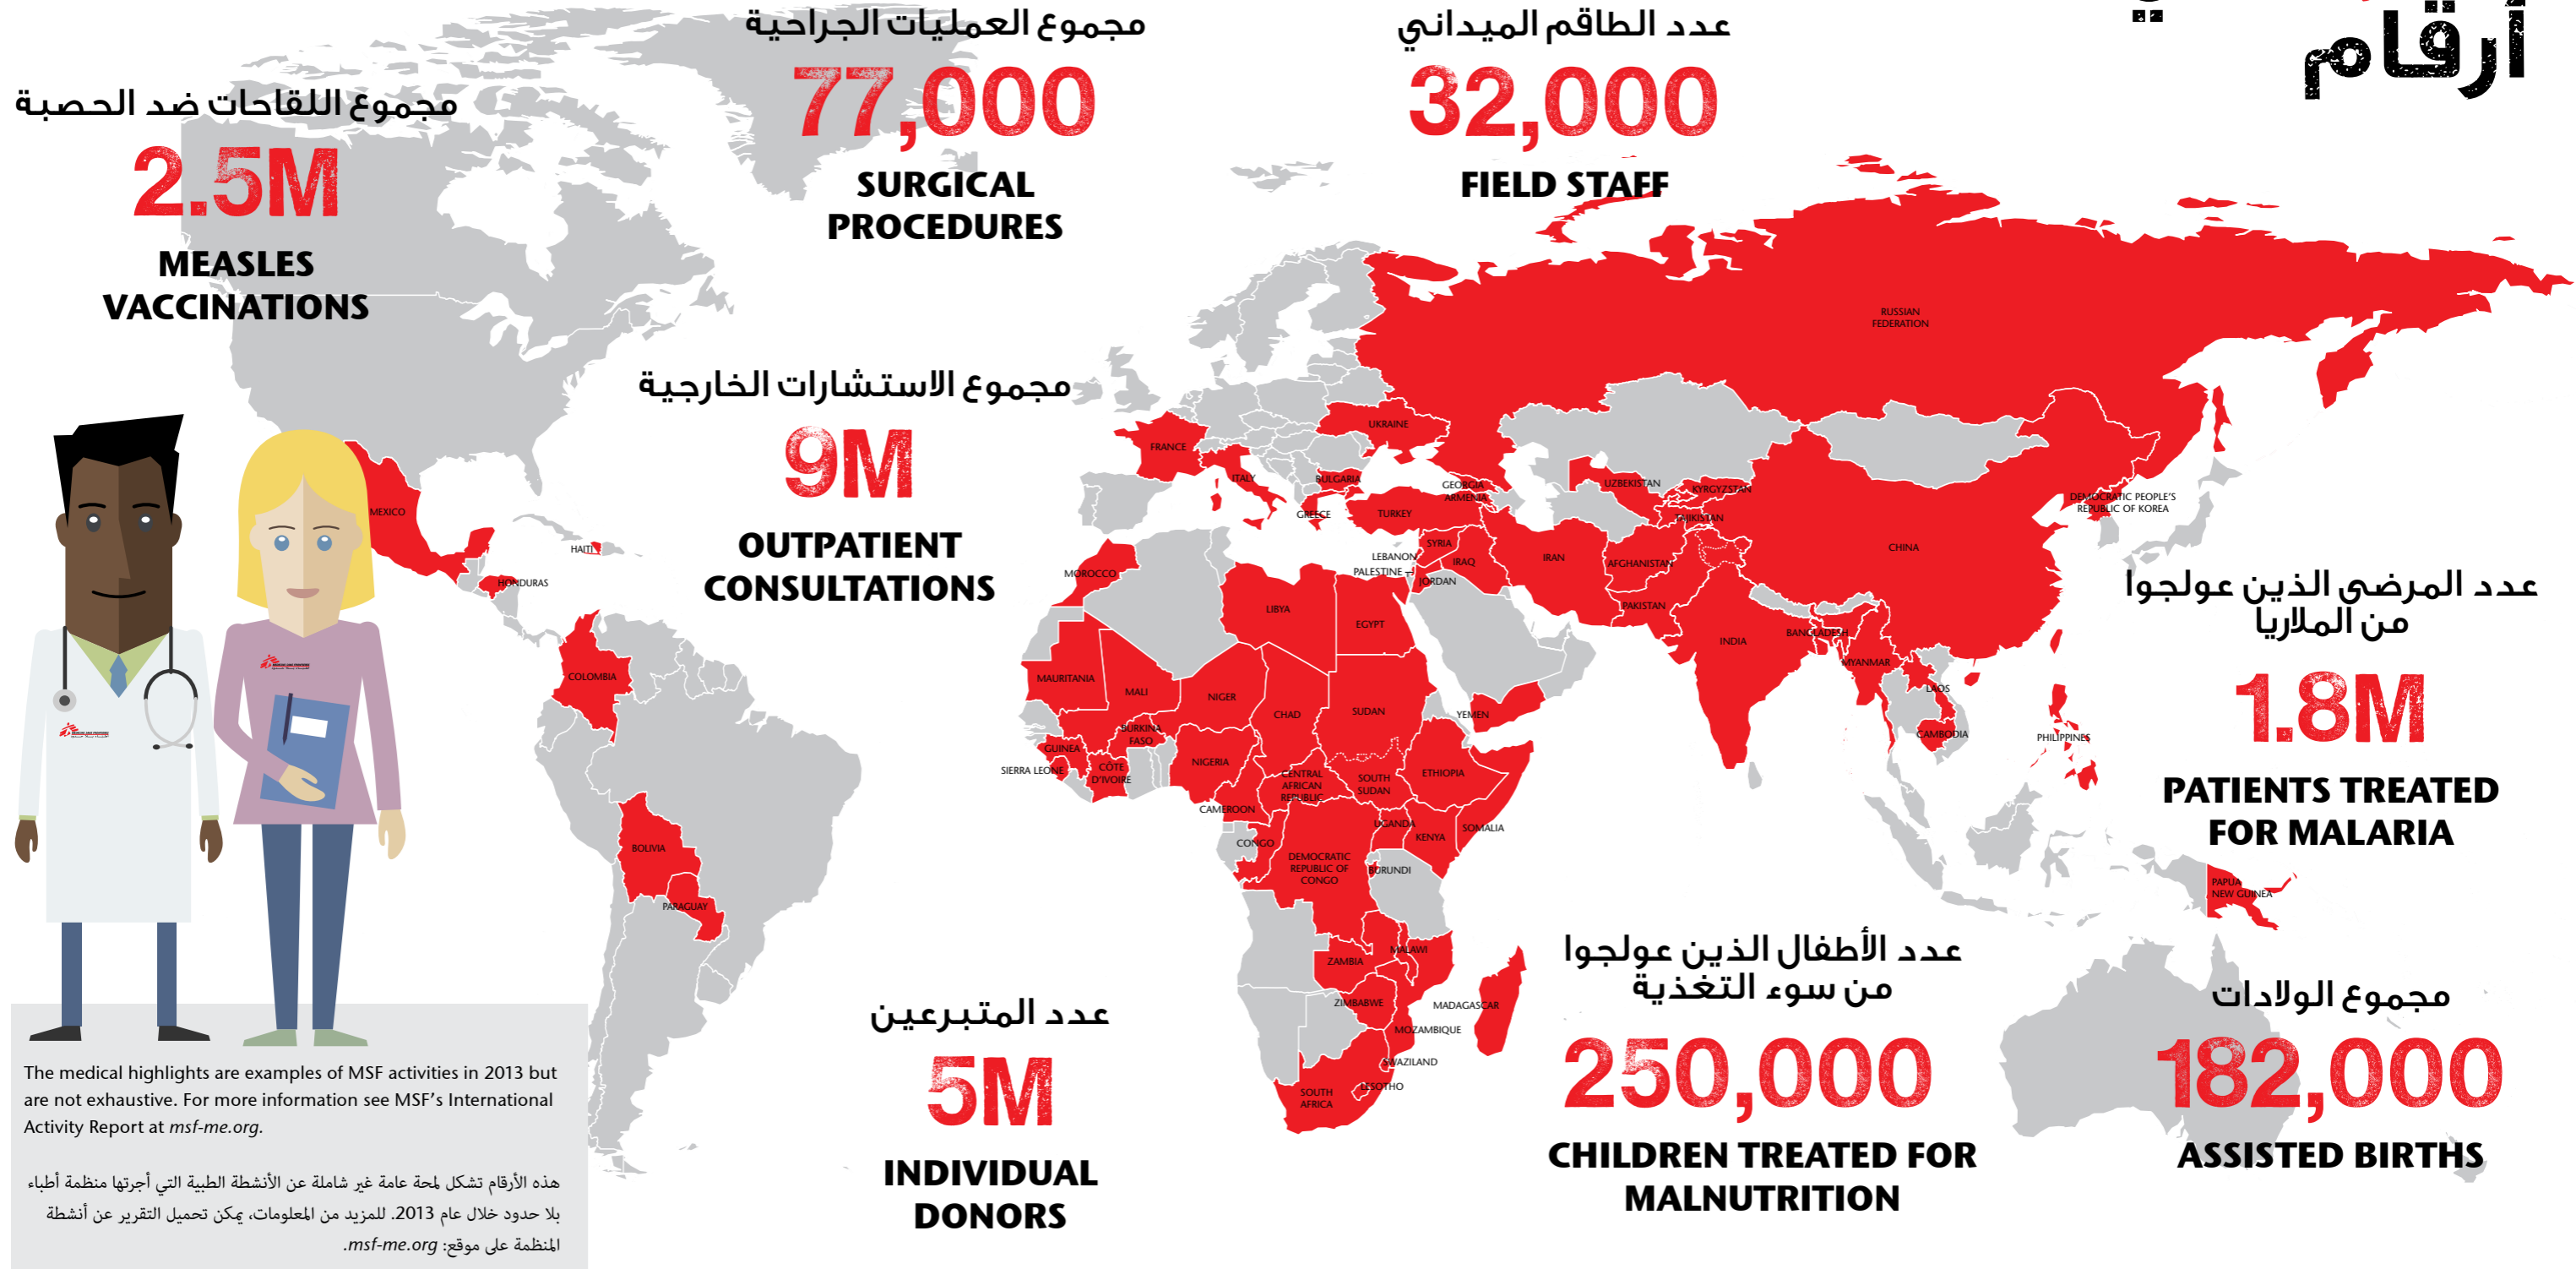 أرقام
مجموع اللقاحات ضد الحصبة
2.5M
MEASLES
VACCINATIONS
مجموع العمليات الجراحية
77,000
SURGICAL
PROCEDURES
عدد الطاقم الميداني
32,000
FIELD STAFF
مجموع الاستشارات الخارجية
9M
OUTPATIENT
CONSULTATIONS
عدد المرضى الذين عولجوا
من الملاريا
1.8M
PATIENTS TREATED
FOR MALARIA
عدد المتبرعين
5M
INDIVIDUAL
DONORS
عدد الأطفال الذين عولجوا
من سوء التغذية
250,000
CHILDREN TREATED FOR
MALNUTRITION
مجموع الولادات
182,000
ASSISTED BIRTHS
RUSSIAN
FEDERATION
UKRAINE
FRANCE
ITALY
BULGARIA
GREECE
TURKEY
GEORGIA
ARMENIA
UZBEKISTAN
KYRGYZSTAN
TAJIKISTAN
DEMOCRATIC PEOPLE'S
REPUBLIC OF KOREA
CHINA
SYRIA
LEBANON
IRAQ
PALESTINE
JORDAN
IRAN
AFGHANISTAN
PAKISTAN
INDIA
BANGLADESH
MYANMAR
LAOS
CAMBODIA
PHILIPPINES
PAPUA
NEW GUINEA
MEXICO
HAITI
HONDURAS
COLOMBIA
BOLIVIA
PARAGUAY
MOROCCO
LIBYA
EGYPT
MAURITANIA
MALI
NIGER
CHAD
SUDAN
YEMEN
BURKINA
FASO
GUINEA
SIERRA LEONE
CÔTE
D'IVOIRE
NIGERIA
CENTRAL
AFRICAN
REPUBLIC
SOUTH
SUDAN
ETHIOPIA
CAMEROON
UGANDA
KENYA
SOMALIA
CONGO
DEMOCRATIC
REPUBLIC OF
CONGO
BURUNDI
MALAWI
ZAMBIA
ZIMBABWE
MADAGASCAR
MOZAMBIQUE
SWAZILAND
LESOTHO
SOUTH
AFRICA
The medical highlights are examples of MSF activities in 2013 but
are not exhaustive. For more information see MSF's International
Activity Report at msf-me.org.
هذه الأرقام تشكل لمحة عامة غير شاملة عن الأنشطة الطبية التي أجرتها منظمة أطباء
بلا حدود خلال عام 2013. للمزيد من المعلومات، يمكن تحميل التقرير عن أنشطة
المنظمة على موقع: msf-me.org.